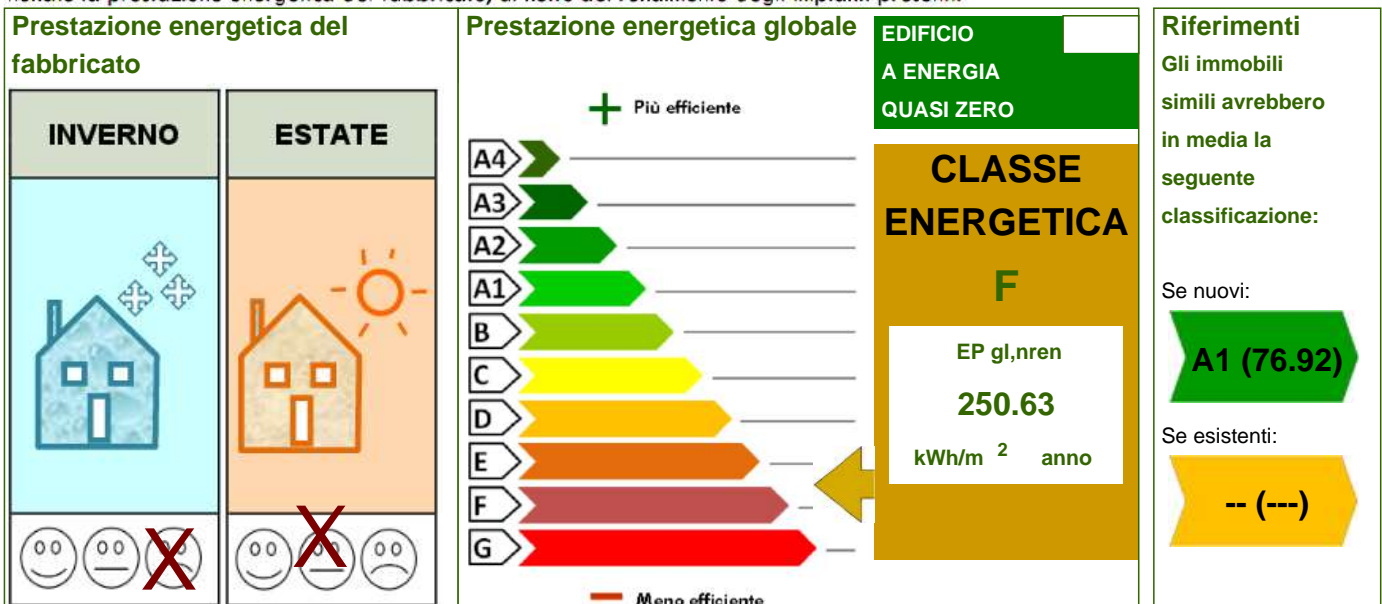 Prestazione energetica del
fabbricato
INVERNO
ESTATE
X
X
Prestazione energetica globale
Più efficiente
A4
A3
A2
A1
B
C
D
E
F
G
Meno efficiente
EDIFICIO
A ENERGIA
QUASI ZERO
CLASSE
ENERGETICA
F
EP gl,nren
250.63
kWh/m 2 anno
Riferimenti
Gli immobili
simili avrebbero
in media la
seguente
classificazione:
Se nuovi:
A1 (76.92)
Se esistenti:
-- (---)